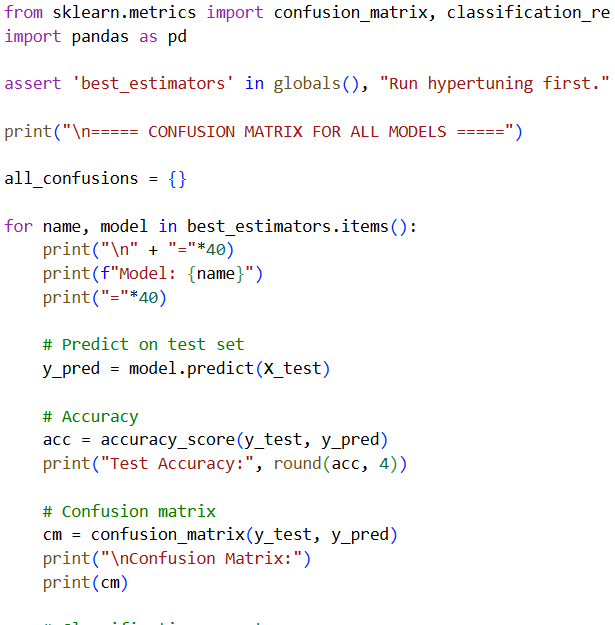 from sklearn.metrics import confusion_matrix, classification_re
import pandas as pd
assert 'best_estimators' in globals(), "Run hypertuning first."
print("\n===== CONFUSION MATRIX FOR ALL MODELS =====")
all_confusions = {}
for name, model in best_estimators.items():
    print("\n" + "="*40)
    print(f"Model: {name}")
    print("="*40)
    # Predict on test set
    y_pred = model.predict(X_test)
    # Accuracy
    acc = accuracy_score(y_test, y_pred)
    print("Test Accuracy:", round(acc, 4))
    # Confusion matrix
    cm = confusion_matrix(y_test, y_pred)
    print("\nConfusion Matrix:")
    print(cm)